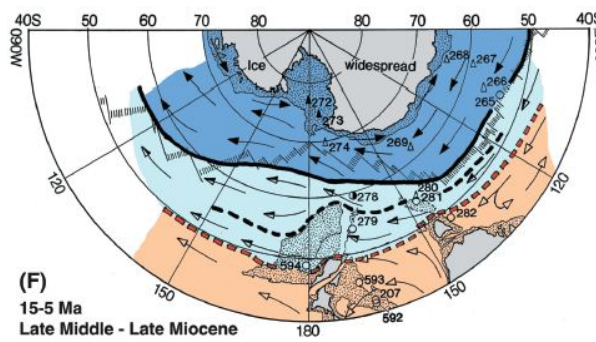 40S 50 60 70 80 80 70 60 50 40S
90W
Ice widespread
268 267
266
265
272
273
274 269
120 120
278 280
281
279 282
594 593
207
592
150 150
180
(F)
15-5 Ma
Late Middle - Late Miocene